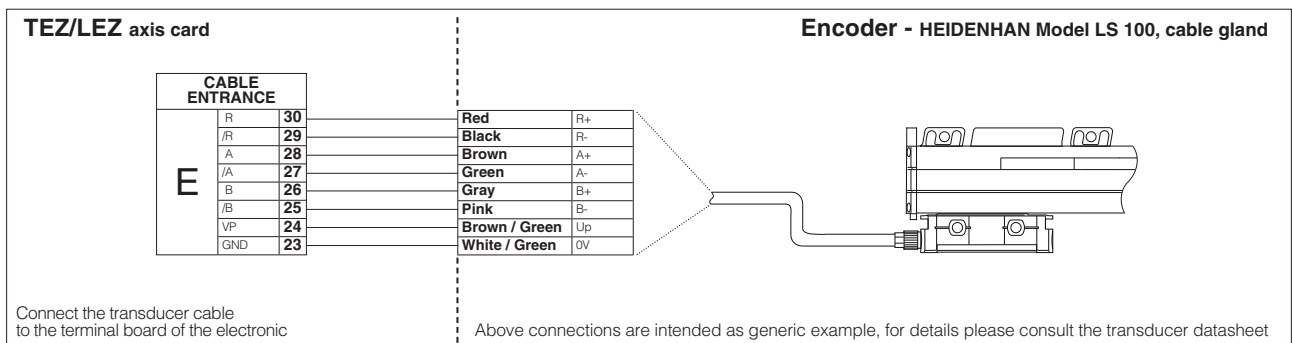 TEZ/LEZ axis card
Encoder - HEIDENHAN Model LS 100, cable gland
CABLE
ENTRANCE
E
R 30 Red R+
/R 29 Black R-
A 28 Brown A+
/A 27 Green A-
B 26 Gray B+
/B 25 Pink B-
VP 24 Brown / Green Up
GND 23 White / Green 0V
Connect the transducer cable
to the terminal board of the electronic
Above connections are intended as generic example, for details please consult the transducer datasheet